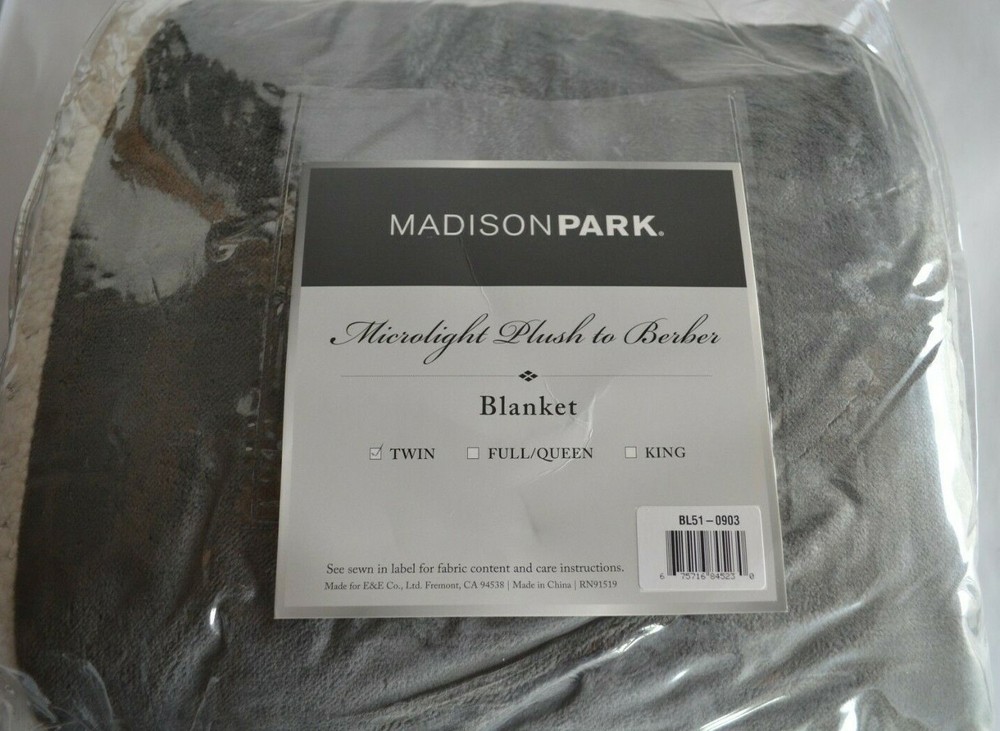 MADISONPARK®
Microlight Plush to Berber
Blanket
☑ TWIN ☐ FULL/QUEEN ☐ KING
BL51-0903
6 75716 84523 0
See sewn in label for fabric content and care instructions.
Made for E&E Co., Ltd. Fremont, CA 94538 | Made in China | RN91519